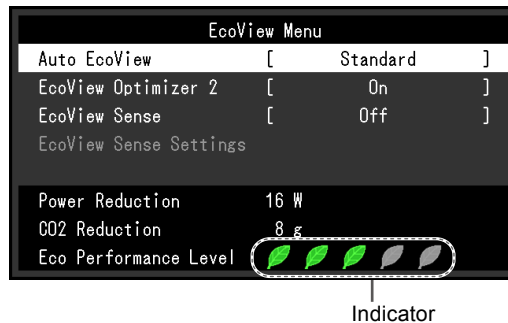 EcoView Menu
Auto EcoView [ Standard ]
EcoView Optimizer 2 [ On ]
EcoView Sense [ Off ]
EcoView Sense Settings
Power Reduction 16 W
CO2 Reduction 8 g
Eco Performance Level
Indicator